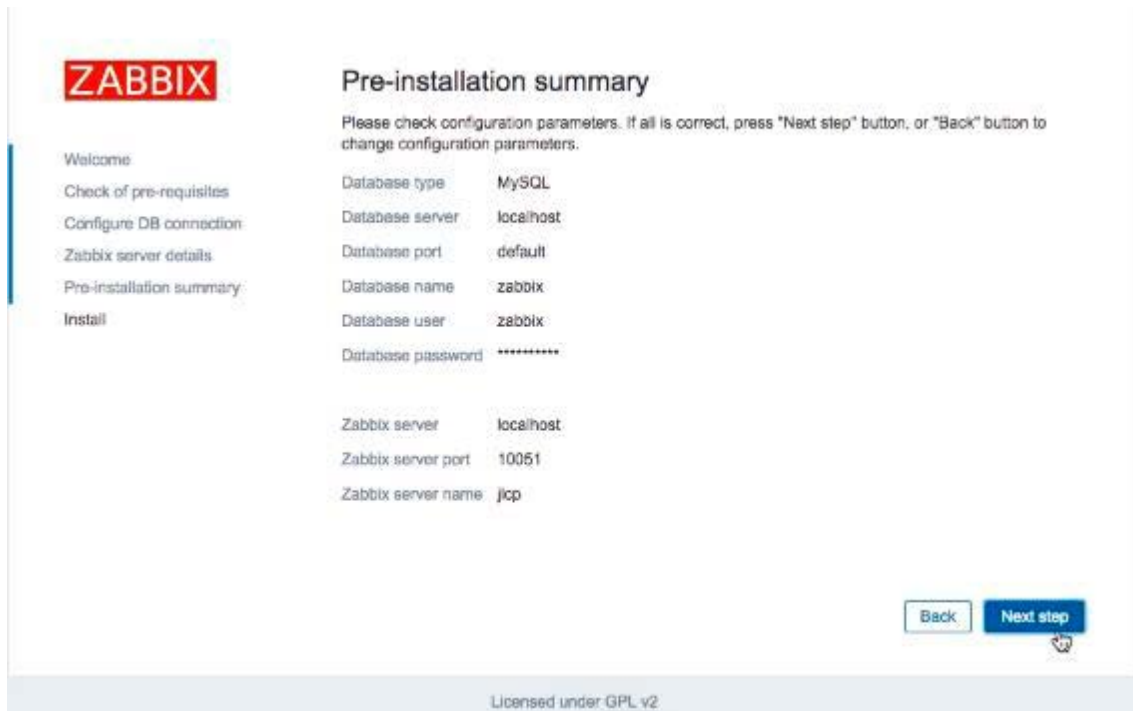 ZABBIX
Welcome
Check of pre-requisites
Configure DB connection
Zabbix server details
Pre-installation summary
Install
Pre-installation summary
Please check configuration parameters. If all is correct, press "Next step" button, or "Back" button to
change configuration parameters.
Database type MySQL
Database server localhost
Database port default
Database name zabbix
Database user zabbix
Database password **********
Zabbix server localhost
Zabbix server port 10051
Zabbix server name jlcp
Back Next step
Licensed under GPL v2